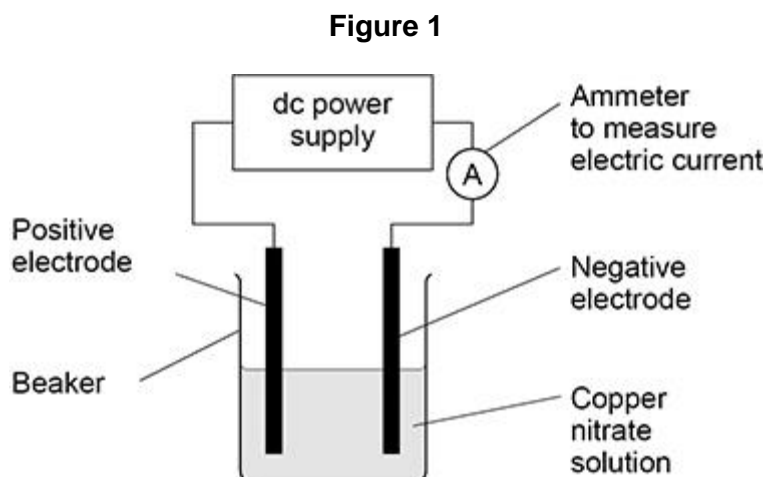 Figure 1
dc power
supply
Ammeter
to measure
electric current
A
Positive
electrode
Negative
electrode
Beaker
Copper
nitrate
solution